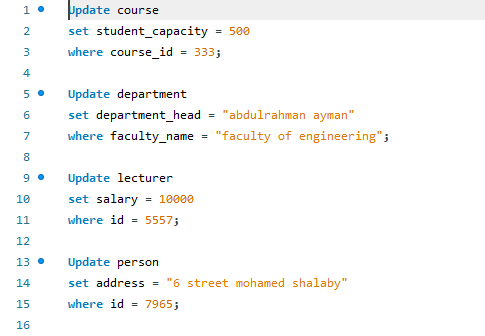 1 Update course
2 set student_capacity = 500
3 where course_id = 333;
4
5 Update department
6 set department_head = "abdulrahman ayman"
7 where faculty_name = "faculty of engineering";
8
9 Update lecturer
10 set salary = 10000
11 where id = 5557;
12
13 Update person
14 set address = "6 street mohamed shalaby"
15 where id = 7965;
16